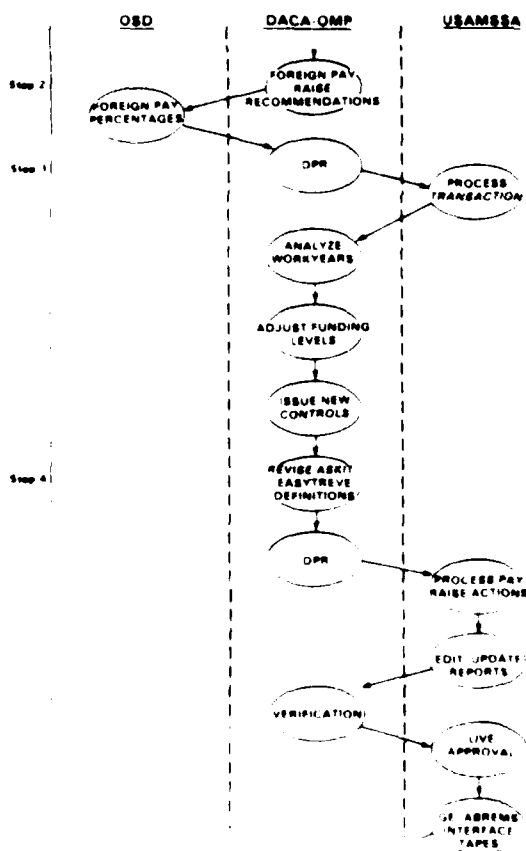 OSD DACA-OMP USAMSSA
Step 2
FOREIGN PAY
RAISE
RECOMMENDATIONS
FOREIGN PAY
PERCENTAGES
Step 3
DPR
PROCESS
TRANSACTION
ANALYZE
WORKYEARS
ADJUST FUNDING
LEVELS
ISSUE NEW
CONTROLS
Step 4
REVISE ASKIT
EASYTREVE
DEFINITIONS
DPR
PROCESS PAY
RAISE ACTIONS
EDIT UPDATE
REPORTS
VERIFICATION
LIVE
APPROVAL
ABREMS
INTERFACE
TAPES